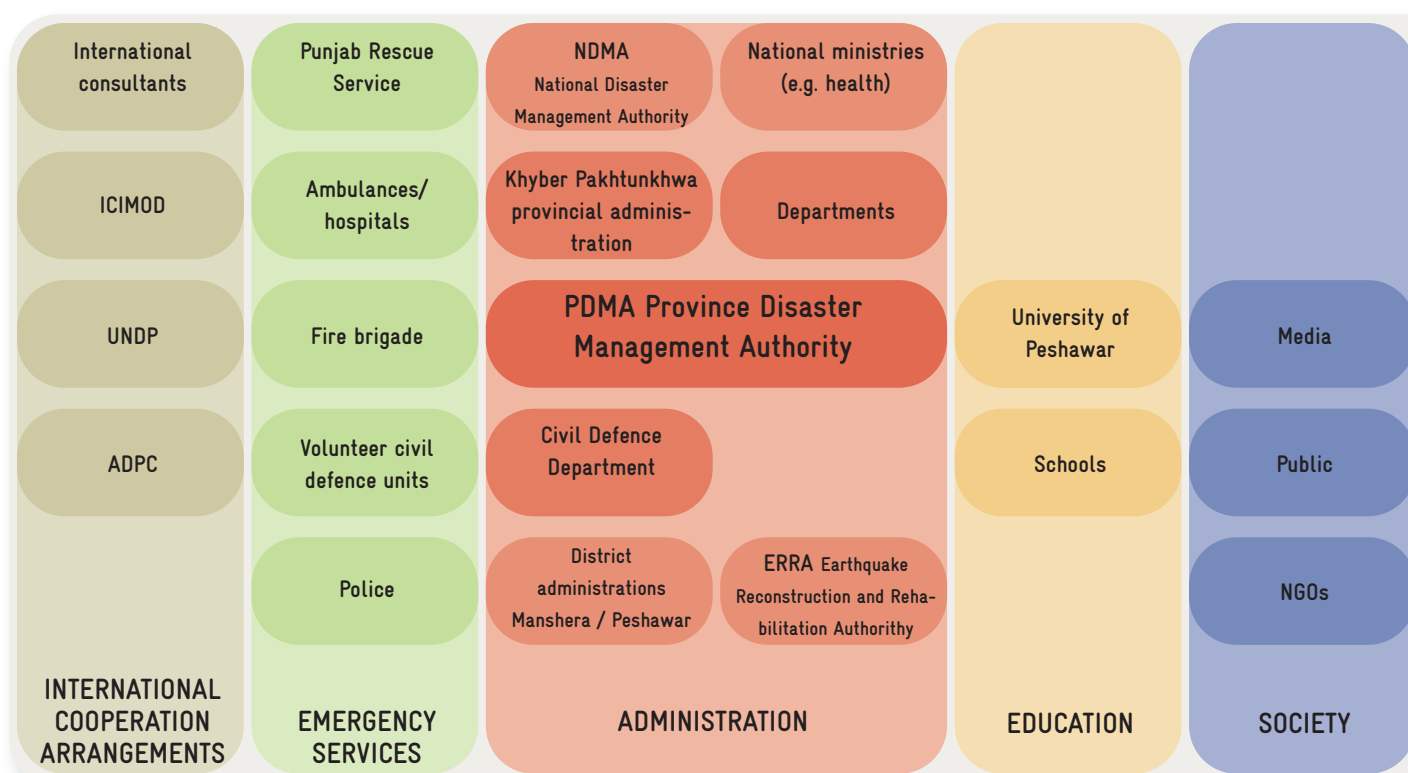 International
consultants
ICIMOD
UNDP
ADPC
INTERNATIONAL
COOPERATION
ARRANGEMENTS
Punjab Rescue
Service
Ambulances/
hospitals
Fire brigade
Volunteer civil
defence units
Police
EMERGENCY
SERVICES
NDMA
National Disaster
Management Authority
National ministries
(e.g. health)
Khyber Pakhtunkhwa
provincial adminis-
tration
Departments
PDMA Province Disaster
Management Authority
Civil Defence
Department
District
administrations
Manshera / Peshawar
ERRA Earthquake
Reconstruction and Reha-
bilitation Authorithy
ADMINISTRATION
University of
Peshawar
Schools
EDUCATION
Media
Public
NGOs
SOCIETY